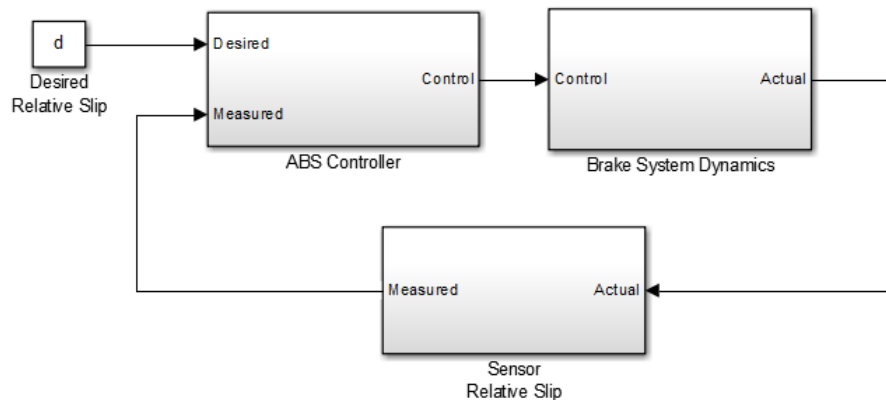 d
Desired
Relative Slip
Desired
Measured
Control
ABS Controller
Control
Actual
Brake System Dynamics
Measured
Actual
Sensor
Relative Slip